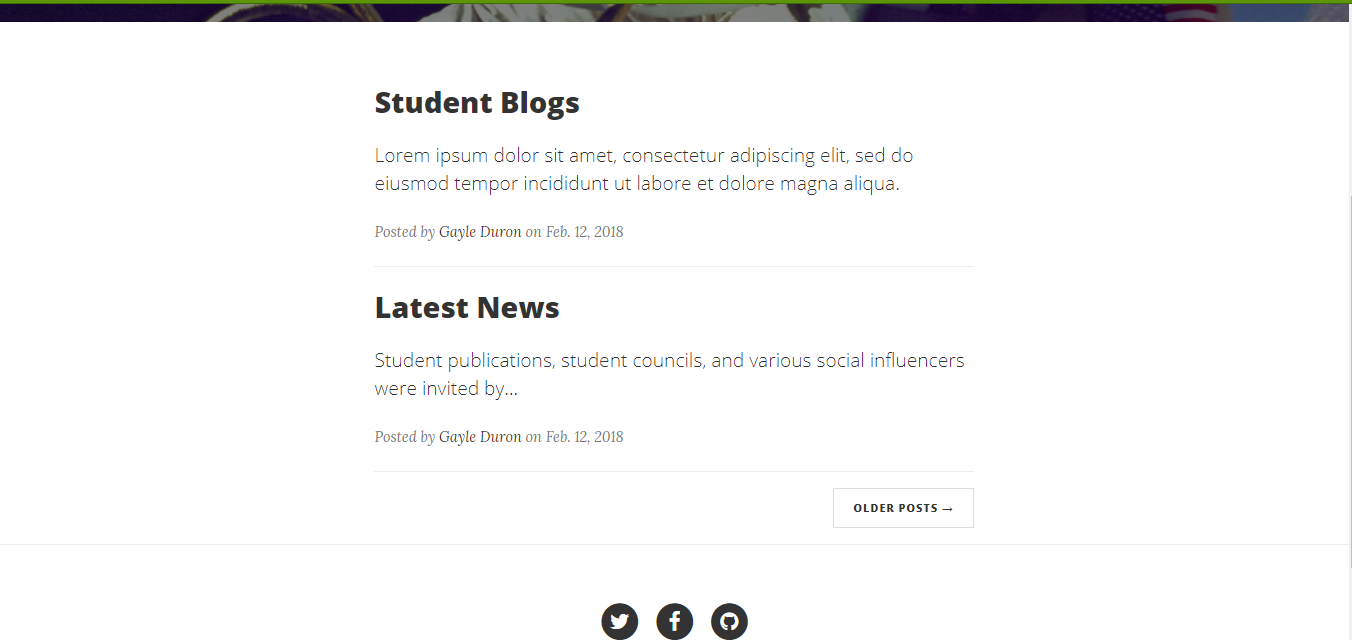 Student Blogs
Lorem ipsum dolor sit amet, consectetur adipiscing elit, sed do
eiusmod tempor incididunt ut labore et dolore magna aliqua.
Posted by Gayle Duron on Feb. 12, 2018
Latest News
Student publications, student councils, and various social influencers
were invited by...
Posted by Gayle Duron on Feb. 12, 2018
OLDER POSTS →